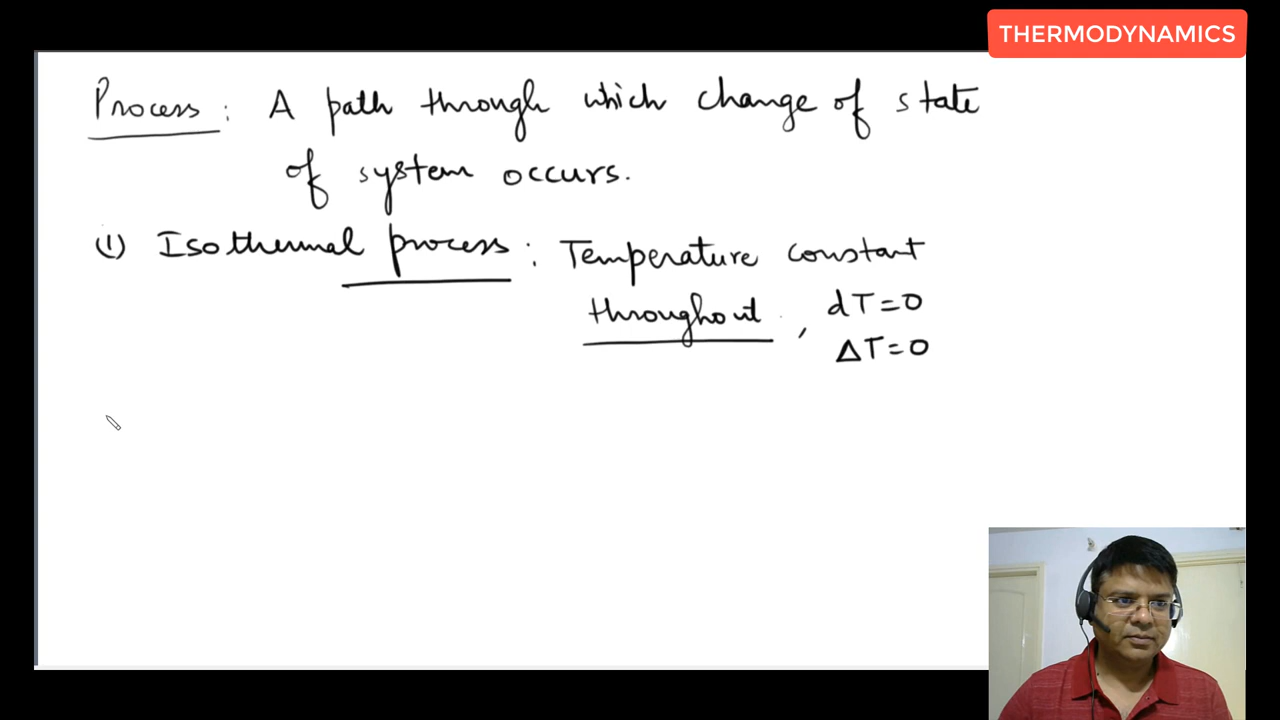 THERMODYNAMICS
Process : A path through which change of state
of system occurs.
(1) Isothermal process : Temperature constant
throughout , dT=0
ΔT=0